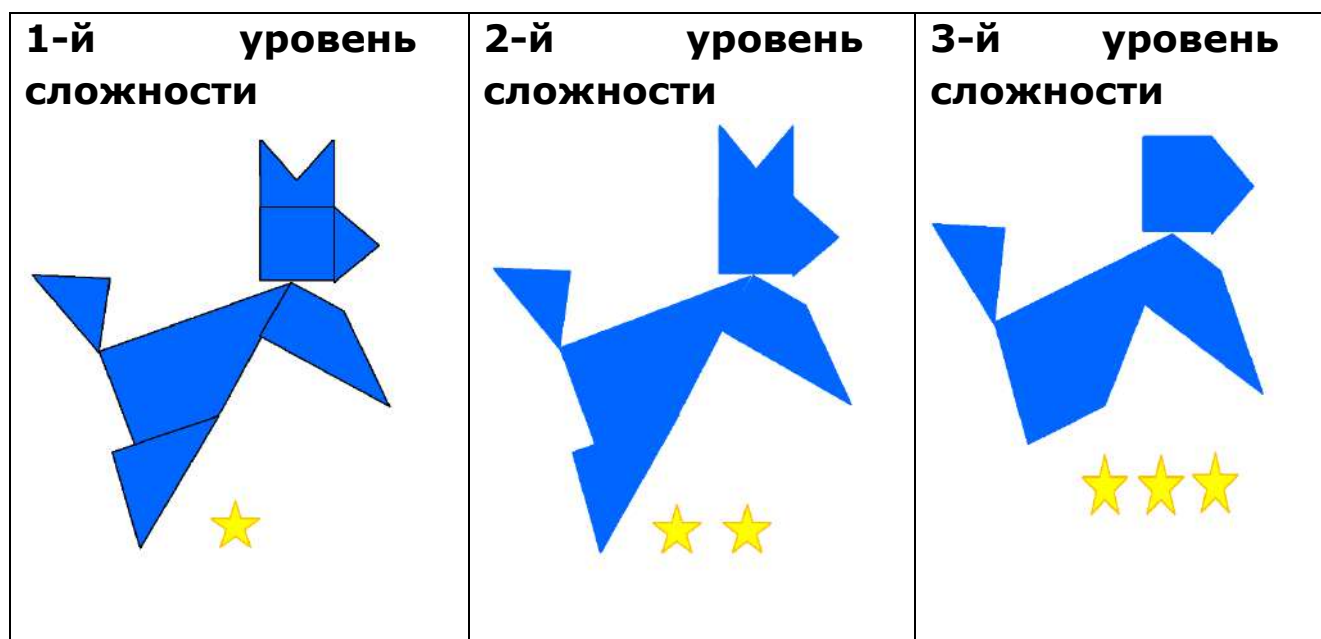 1-й уровень
сложности
2-й уровень
сложности
3-й уровень
сложности